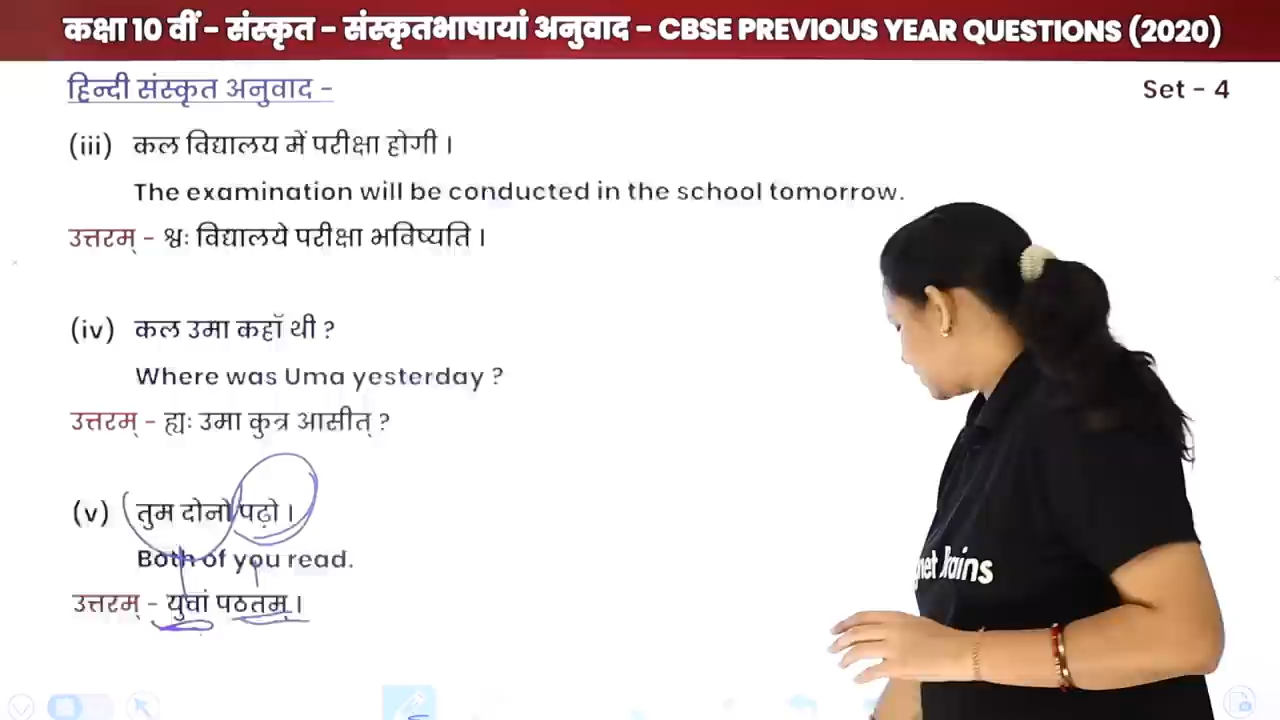 कक्षा 10 वीं - संस्कृत - संस्कृतभाषायां अनुवाद - CBSE PREVIOUS YEAR QUESTIONS (2020)
हिन्दी संस्कृत अनुवाद - Set - 4
(iii) कल विद्यालय में परीक्षा होगी ।
The examination will be conducted in the school tomorrow.
उत्तरम् - श्वः विद्यालये परीक्षा भविष्यति ।
(iv) कल उमा कहाॅ थी ?
Where was Uma yesterday ?
उत्तरम् - ह्यः उमा कुत्र आसीत् ?
(v) तुम दोनो पढ़ो ।
Both of you read.
उत्तरम् - युवां पठतम् ।